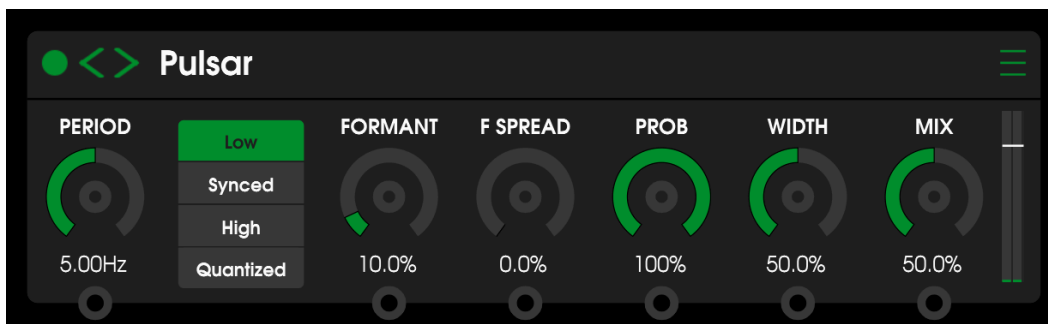 Pulsar
PERIOD
5.00Hz
Low
Synced
High
Quantized
FORMANT
10.0%
F SPREAD
0.0%
PROB
100%
WIDTH
50.0%
MIX
50.0%